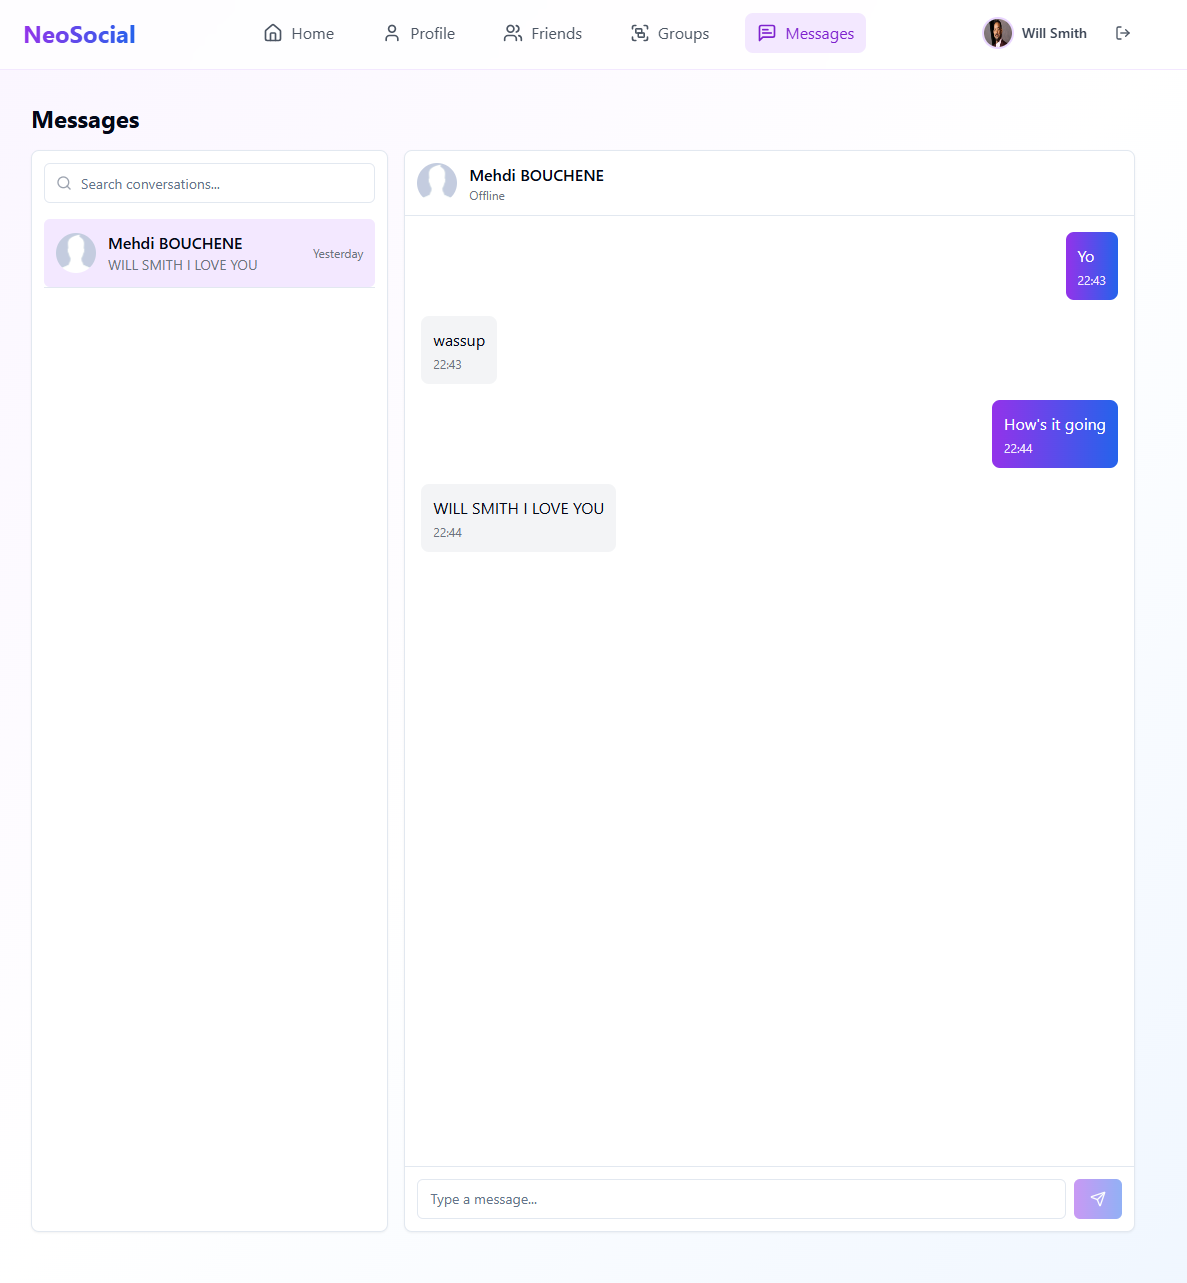 NeoSocial
Home
Profile
Friends
Groups
Messages
Will Smith
Messages
Search conversations...
Mehdi BOUCHENE
WILL SMITH I LOVE YOU
Yesterday
Mehdi BOUCHENE
Offline
Yo
22:43
wassup
22:43
How's it going
22:44
WILL SMITH I LOVE YOU
22:44
Type a message...